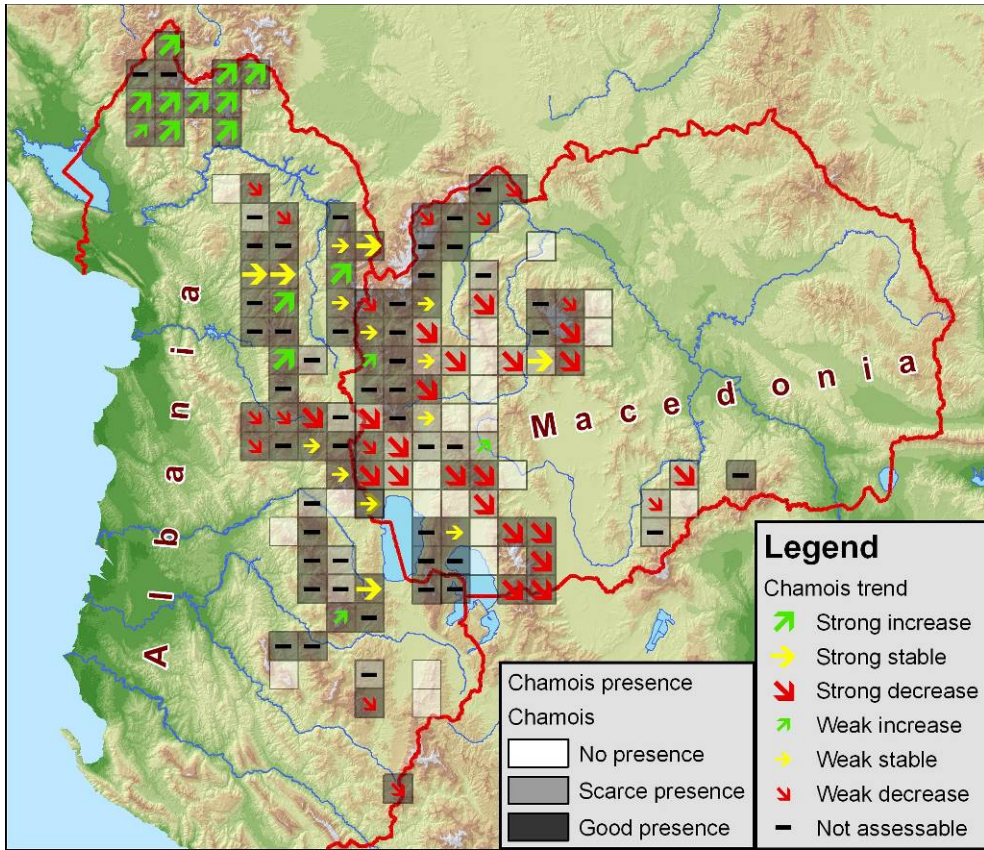 Albania
Macedonia
Chamois presence
Chamois
No presence
Scarce presence
Good presence
Legend
Chamois trend
Strong increase
Strong stable
Strong decrease
Weak increase
Weak stable
Weak decrease
Not assessable